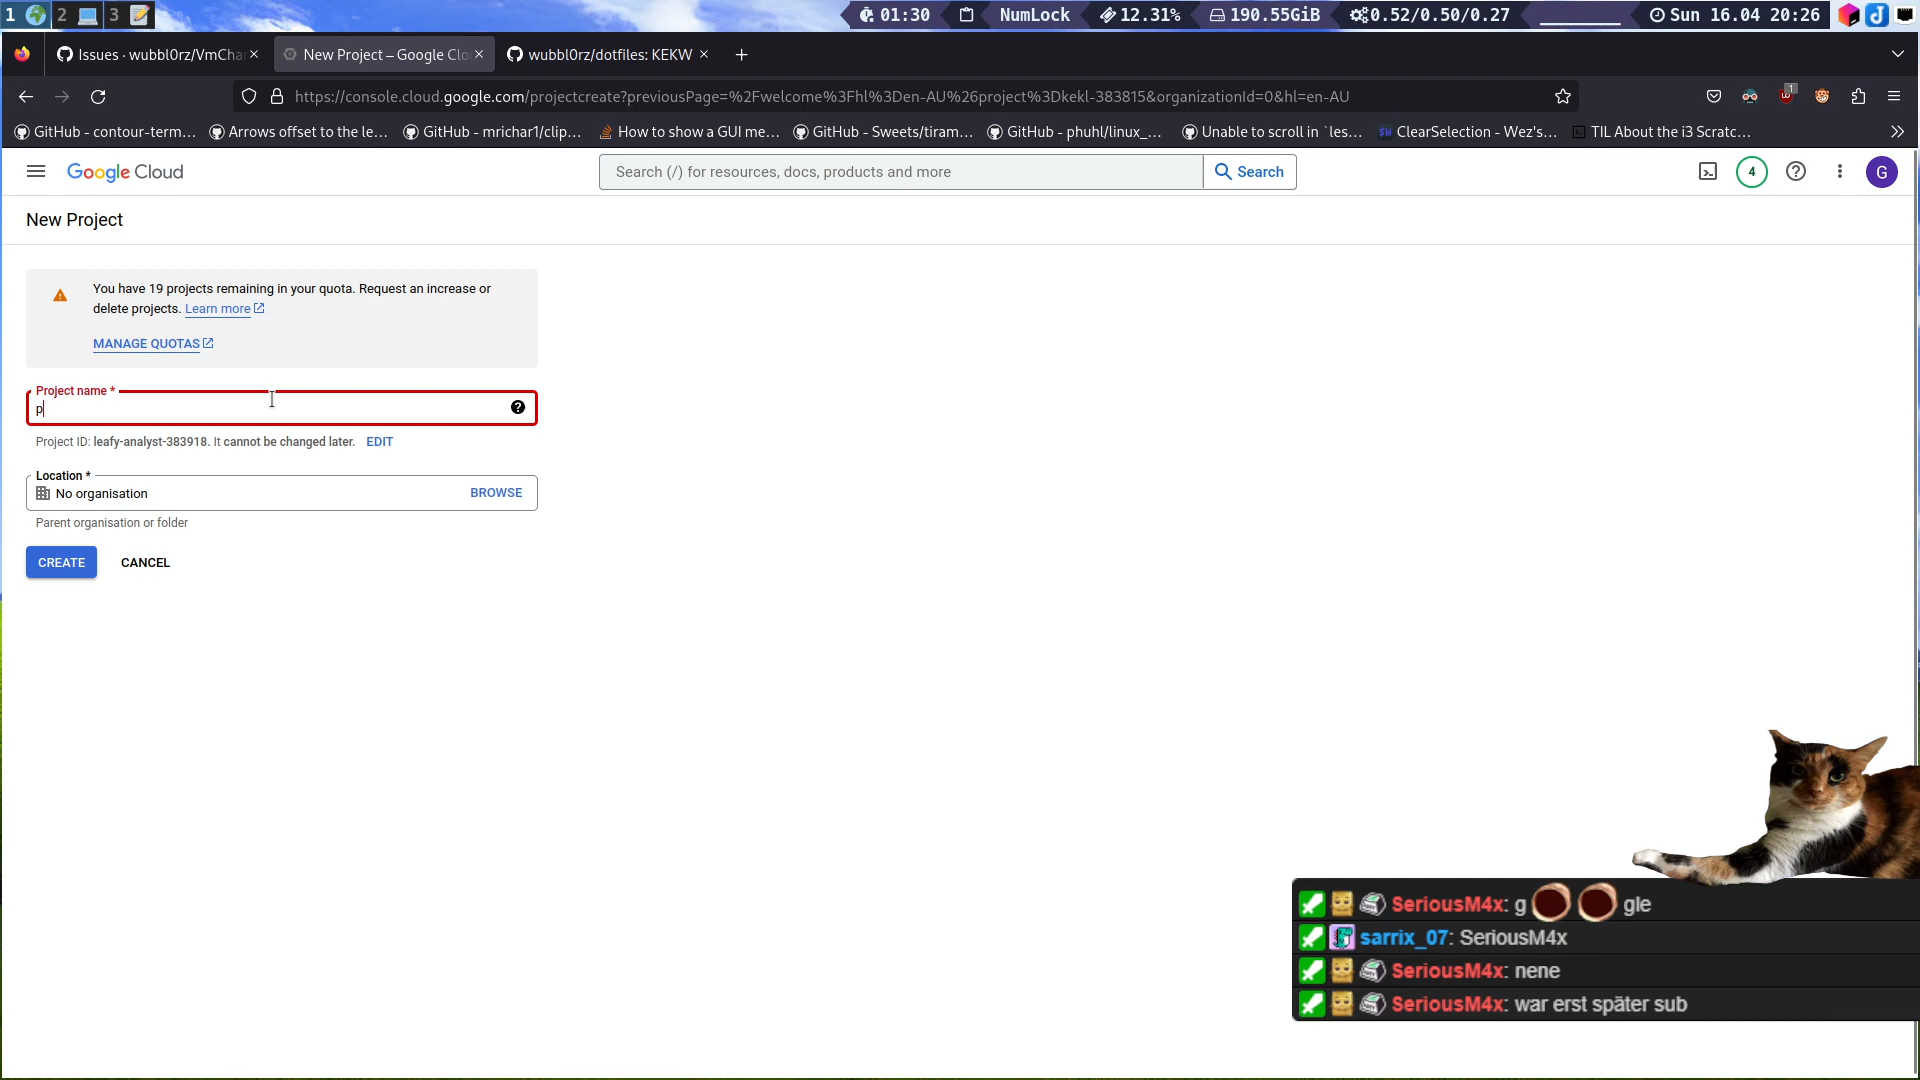 1 2 3 01:30 NumLock 12.31% 190.55GiB 0.52/0.50/0.27 Sun 16.04 20:26
Issues · wubbl0rz/VmCha
New Project – Google Clo
wubbl0rz/dotfiles: KEKW
https://console.cloud.google.com/projectcreate?previousPage=%2Fwelcome%3Fhl%3Den-AU%26project%3Dkekl-383815&organizationId=0&hl=en-AU
1
GitHub - contour-term…
Arrows offset to the le…
GitHub - mrichar1/clip…
How to show a GUI me…
GitHub - Sweets/tiram…
GitHub - phuhl/linux_…
Unable to scroll in `les…
ClearSelection - Wez's…
TIL About the i3 Scratc…
Google Cloud
Search (/) for resources, docs, products and more
Search
4
G
New Project
You have 19 projects remaining in your quota. Request an increase or
delete projects. Learn more
MANAGE QUOTAS
Project name *
p
Project ID: leafy-analyst-383918. It cannot be changed later. EDIT
Location *
No organisation BROWSE
Parent organisation or folder
CREATE CANCEL
SeriousM4x: g gle
sarrix_07: SeriousM4x
SeriousM4x: nene
SeriousM4x: war erst später sub